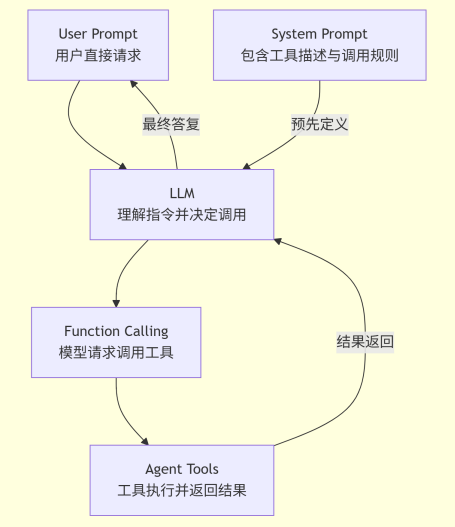 User Prompt
用户直接请求
System Prompt
包含工具描述与调用规则
最终答复
预先定义
LLM
理解指令并决定调用
Function Calling
模型请求调用工具
结果返回
Agent Tools
工具执行并返回结果